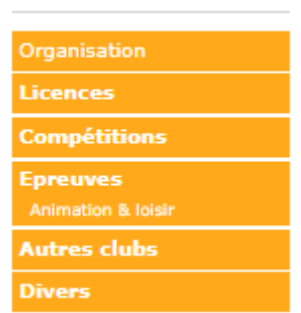 Organisation
Licences
Compétitions
Epreuves
Animation & loisir
Autres clubs
Divers